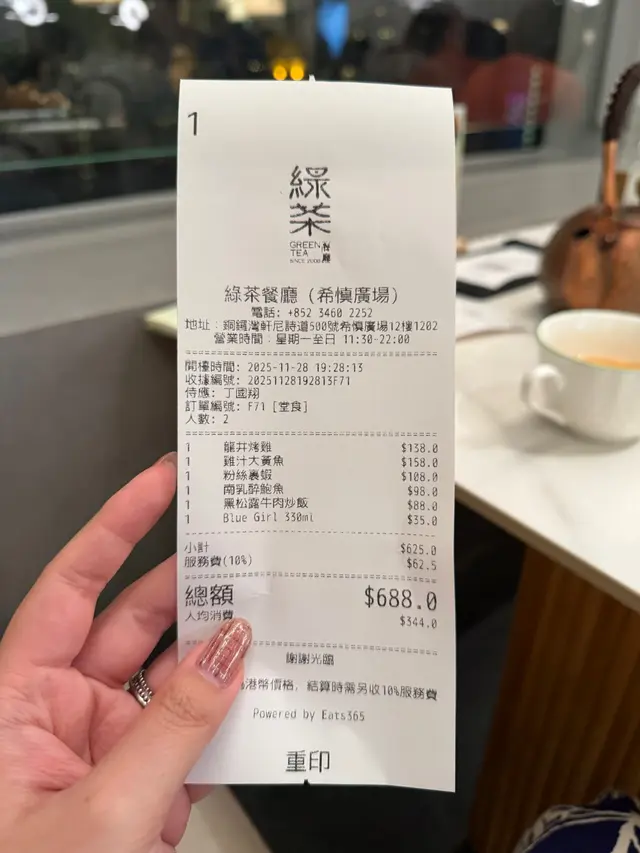 1
綠茶
GREEN TEA 餐廳
SINCE 2008
綠茶餐廳 (希慎廣場)
電話: +852 3460 2252
地址: 銅鑼灣軒尼詩道500號希慎廣場12樓1202
營業時間: 星期一至日 11:30-22:00
開檯時間: 2025-11-28 19:28:13
收據編號: 20251128192813F71
侍應: 丁國翔
訂單編號: F71 [堂食]
人數: 2
1 龍井烤雞 $138.0
1 雞汁大黃魚 $158.0
1 粉絲裹蝦 $108.0
1 南乳醉鮑魚 $98.0
1 黑松露牛肉炒飯 $88.0
1 Blue Girl 330ml $35.0
小計 $625.0
服務費(10%) $62.5
總額 $688.0
人均消費 $344.0
謝謝光臨
港幣價格, 結算時需另收10%服務費
Powered by Eats365
重印